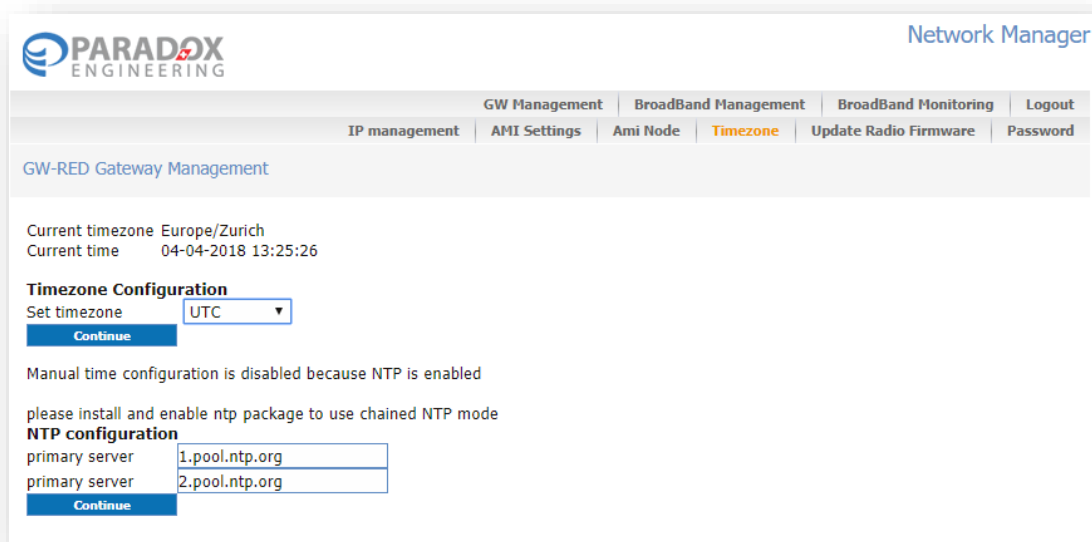 PARADOX
ENGINEERING
Network Manager
GW Management BroadBand Management BroadBand Monitoring Logout
IP management AMI Settings Ami Node Timezone Update Radio Firmware Password
GW-RED Gateway Management
Current timezone Europe/Zurich
Current time 04-04-2018 13:25:26
Timezone Configuration
Set timezone UTC
Continue
Manual time configuration is disabled because NTP is enabled
please install and enable ntp package to use chained NTP mode
NTP configuration
primary server 1.pool.ntp.org
primary server 2.pool.ntp.org
Continue